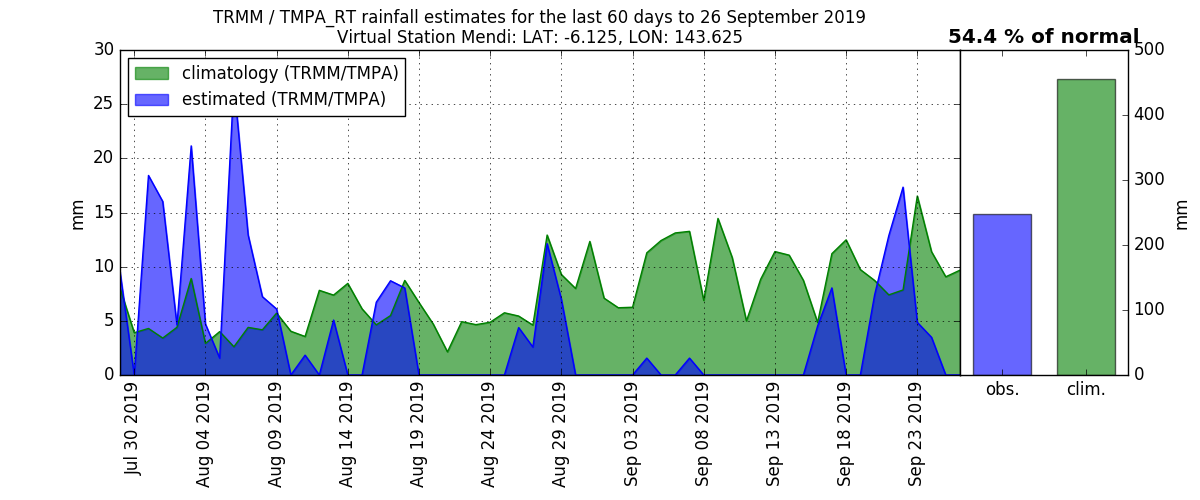 TRMM / TMPA_RT rainfall estimates for the last 60 days to 26 September 2019
Virtual Station Mendi: LAT: -6.125, LON: 143.625
54.4 % of normal
climatology (TRMM/TMPA)
estimated (TRMM/TMPA)
mm
30
25
20
15
10
5
0
Jul 30 2019
Aug 04 2019
Aug 09 2019
Aug 14 2019
Aug 19 2019
Aug 24 2019
Aug 29 2019
Sep 03 2019
Sep 08 2019
Sep 13 2019
Sep 18 2019
Sep 23 2019
obs.
clim.
500
400
300
200
100
0
mm